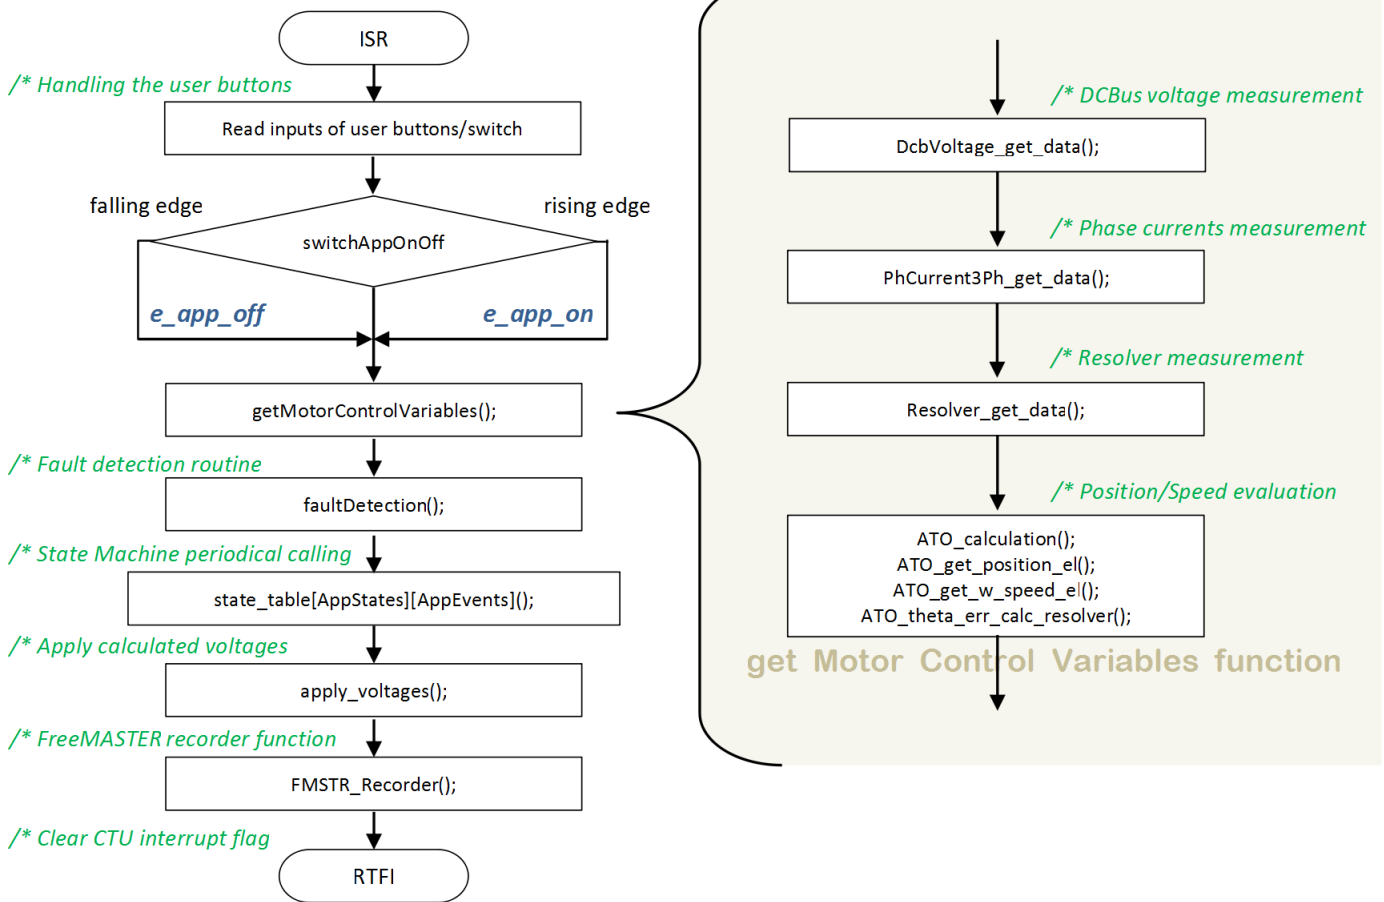 ISR
/* Handling the user buttons
Read inputs of user buttons/switch
falling edge
rising edge
switchAppOnOff
e_app_off
e_app_on
getMotorControlVariables();
/* Fault detection routine
faultDetection();
/* State Machine periodical calling
state_table[AppStates][AppEvents]();
/* Apply calculated voltages
apply_voltages();
/* FreeMASTER recorder function
FMSTR_Recorder();
/* Clear CTU interrupt flag
RTFI
/* DCBus voltage measurement
DcbVoltage_get_data();
/* Phase currents measurement
PhCurrent3Ph_get_data();
/* Resolver measurement
Resolver_get_data();
/* Position/Speed evaluation
ATO_calculation();
ATO_get_position_el();
ATO_get_w_speed_el();
ATO_theta_err_calc_resolver();
get Motor Control Variables function